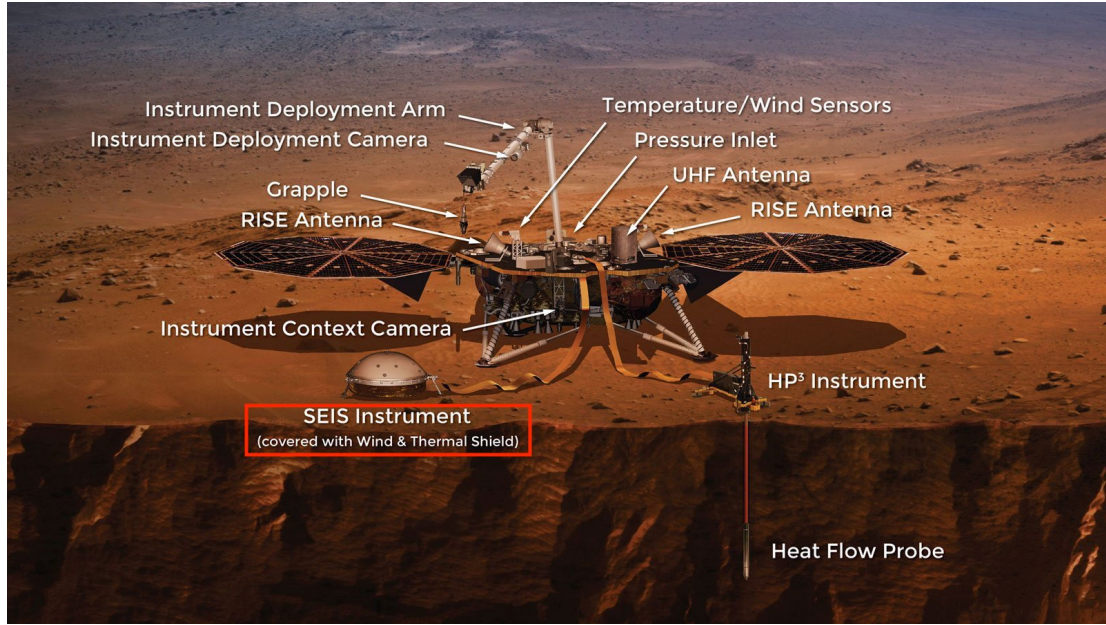 Instrument Deployment Arm
Temperature/Wind Sensors
Instrument Deployment Camera
Pressure Inlet
UHF Antenna
Grapple
RISE Antenna
RISE Antenna
Instrument Context Camera
HP³ Instrument
SEIS Instrument
(covered with Wind & Thermal Shield)
Heat Flow Probe